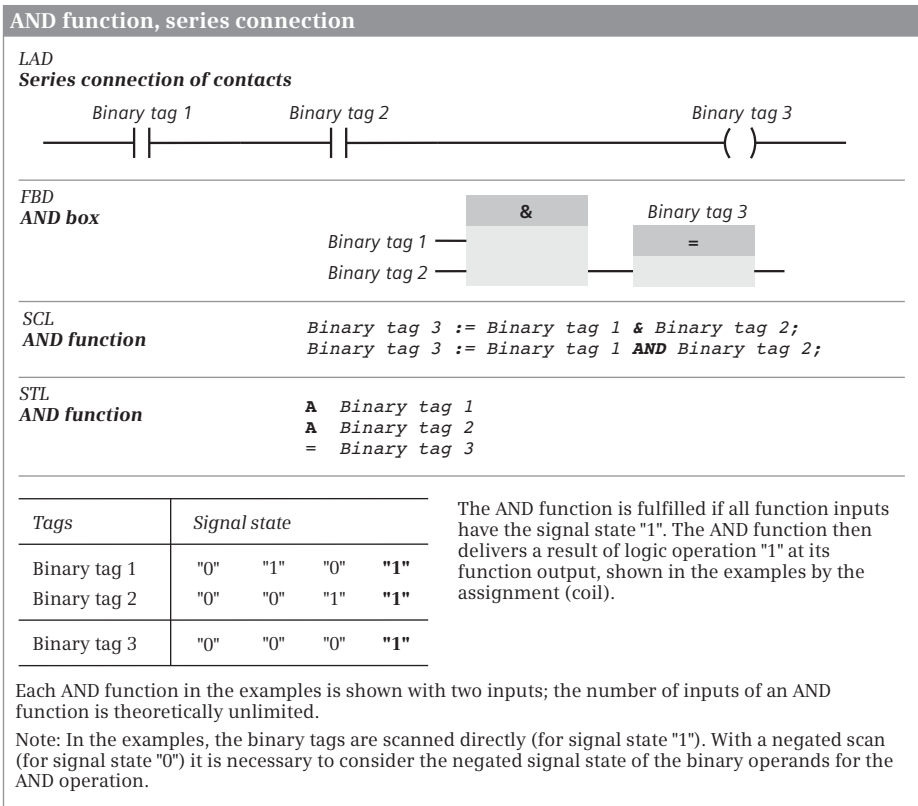 AND function, series connection
LAD
Series connection of contacts
Binary tag 1 Binary tag 2 Binary tag 3
FBD
AND box
& Binary tag 3
Binary tag 1 =
Binary tag 2
SCL
AND function
Binary tag 3 := Binary tag 1 & Binary tag 2;
Binary tag 3 := Binary tag 1 AND Binary tag 2;
STL
AND function
A Binary tag 1
A Binary tag 2
= Binary tag 3
Tags Signal state
Binary tag 1 "0" "1" "0" "1"
Binary tag 2 "0" "0" "1" "1"
Binary tag 3 "0" "0" "0" "1"
The AND function is fulfilled if all function inputs
have the signal state "1". The AND function then
delivers a result of logic operation "1" at its
function output, shown in the examples by the
assignment (coil).
Each AND function in the examples is shown with two inputs; the number of inputs of an AND
function is theoretically unlimited.
Note: In the examples, the binary tags are scanned directly (for signal state "1"). With a negated scan
(for signal state "0") it is necessary to consider the negated signal state of the binary operands for the
AND operation.